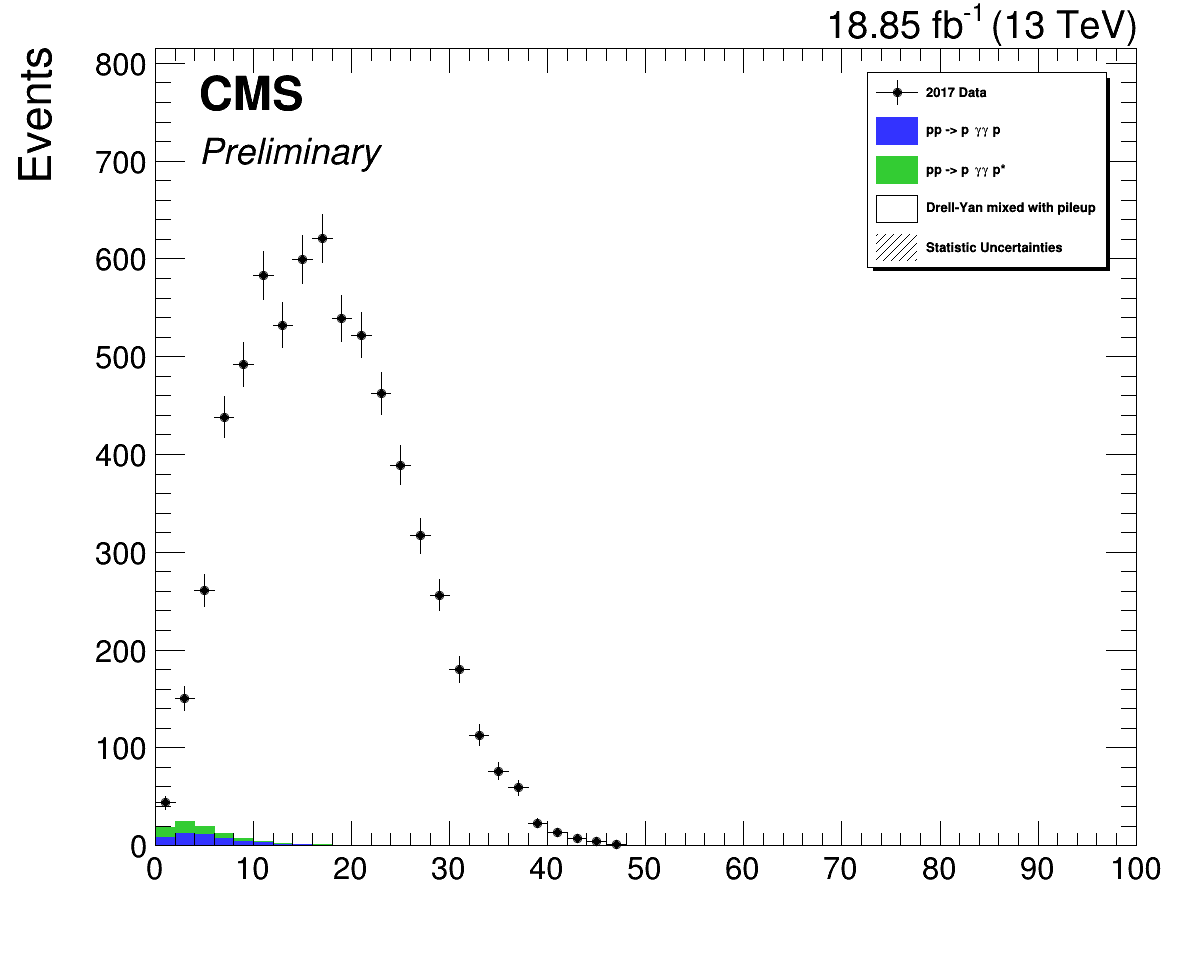 18.85 fb⁻¹ (13 TeV)
Events
CMS
Preliminary
2017 Data
pp -> p γγ p
pp -> p γγ p*
Drell-Yan mixed with pileup
Statistic Uncertainties
800
700
600
500
400
300
200
100
0
0 10 20 30 40 50 60 70 80 90 100